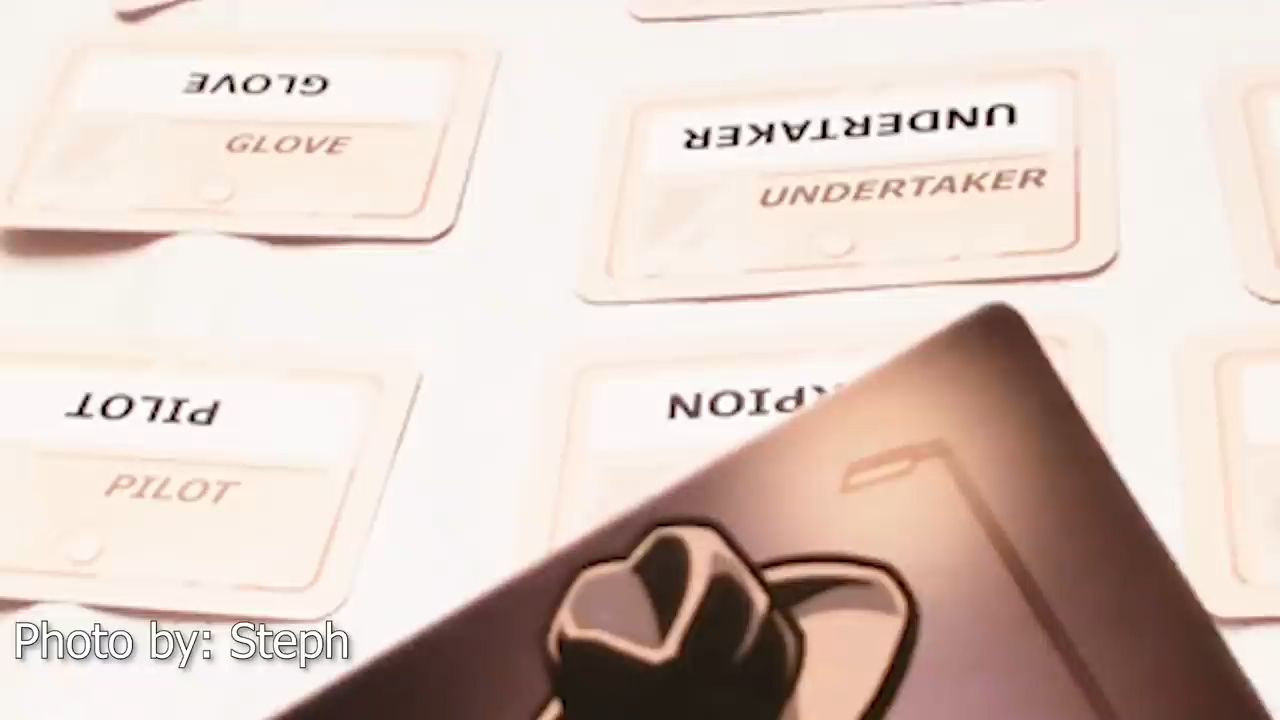 GLOVE
GLOVE
UNDERTAKER
UNDERTAKER
PILOT
PILOT
Photo by: Steph